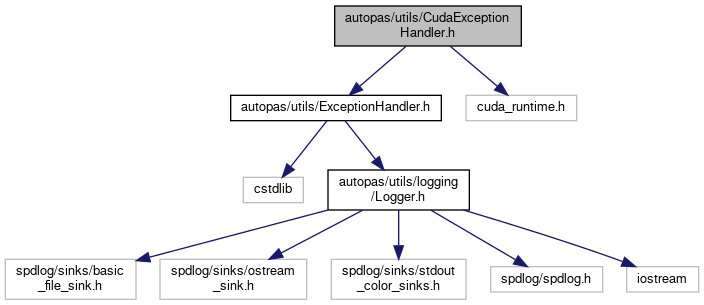 autopas/utils/CudaException
Handler.h
autopas/utils/ExceptionHandler.h
cuda_runtime.h
cstdlib
autopas/utils/logging
/Logger.h
spdlog/sinks/basic
_file_sink.h
spdlog/sinks/ostream
_sink.h
spdlog/sinks/stdout
_color_sinks.h
spdlog/spdlog.h
iostream